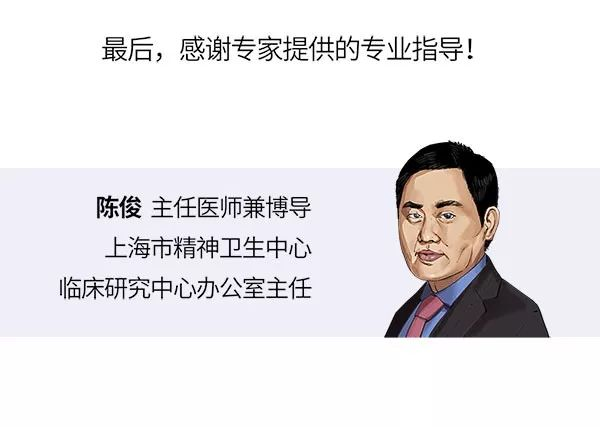 最后，感谢专家提供的专业指导！
陈俊 主任医师兼博导
上海市精神卫生中心
临床研究中心办公室主任